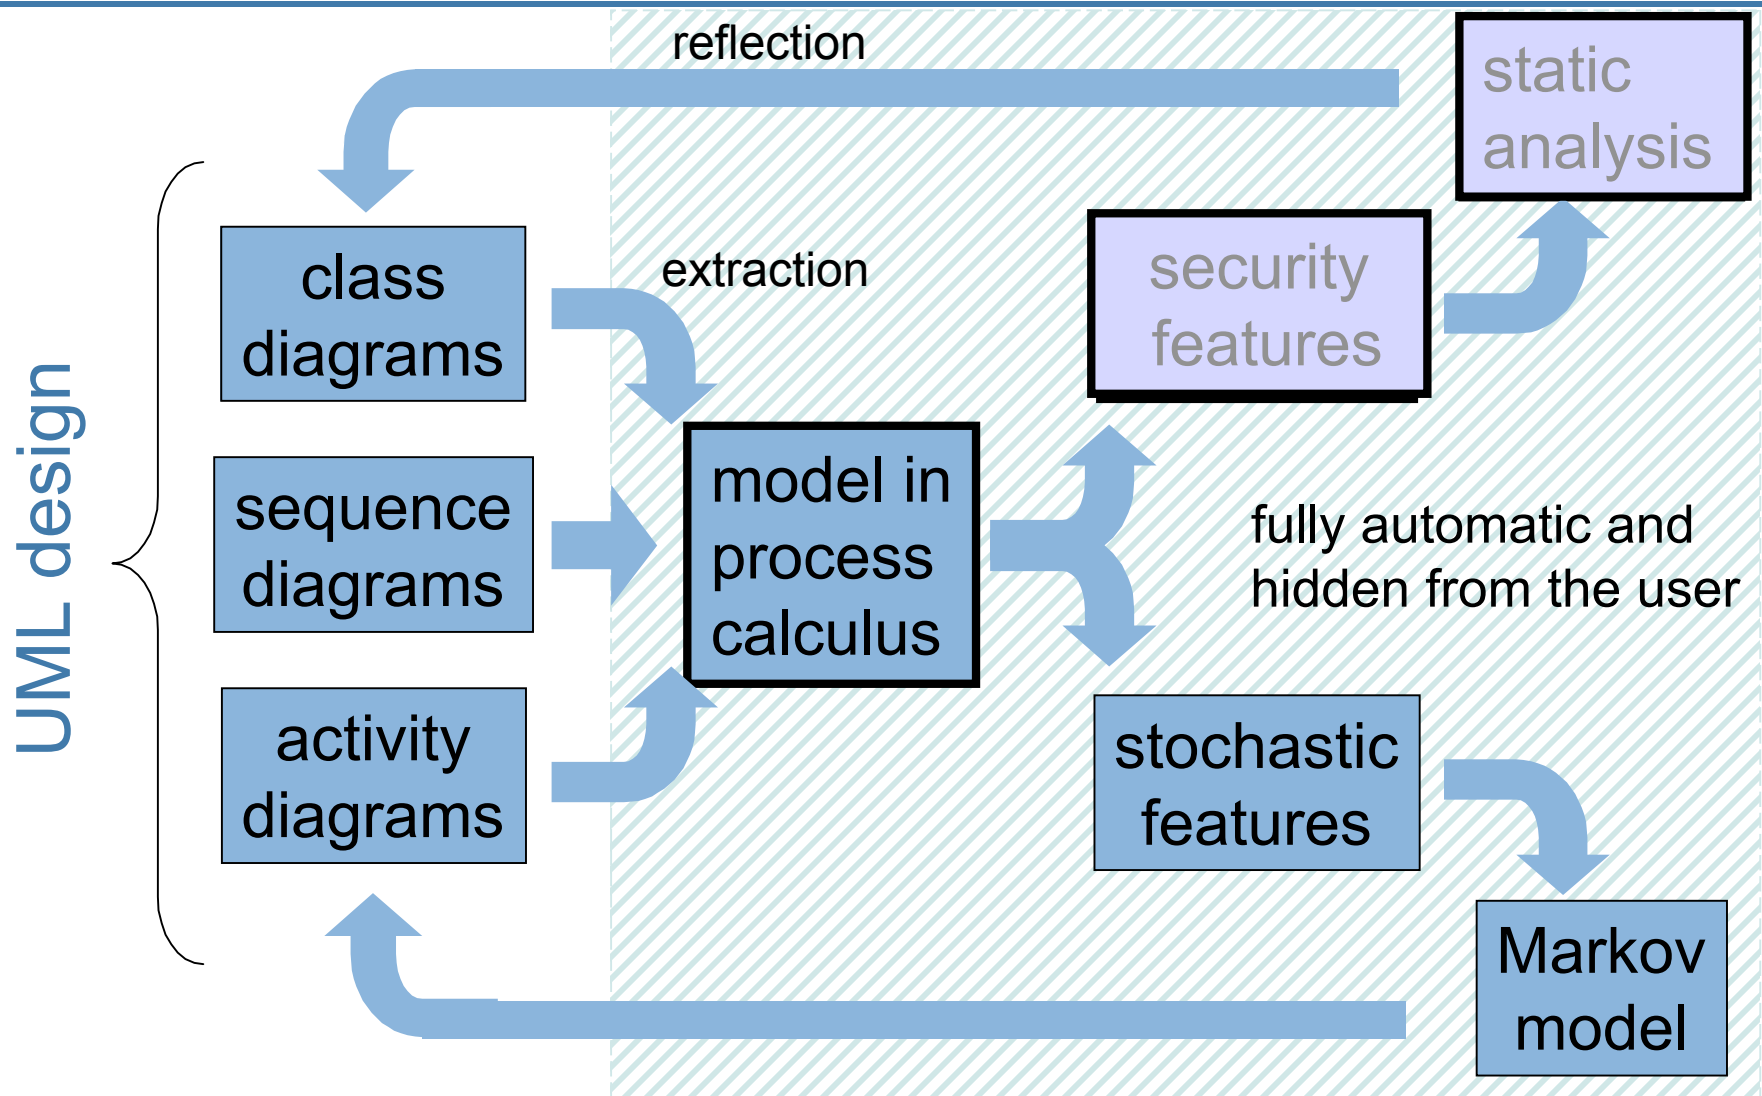 reflection
static
analysis
security
features
extraction
class
diagrams
UML design
sequence
diagrams
model in
process
calculus
fully automatic and
hidden from the user
activity
diagrams
stochastic
features
Markov
model